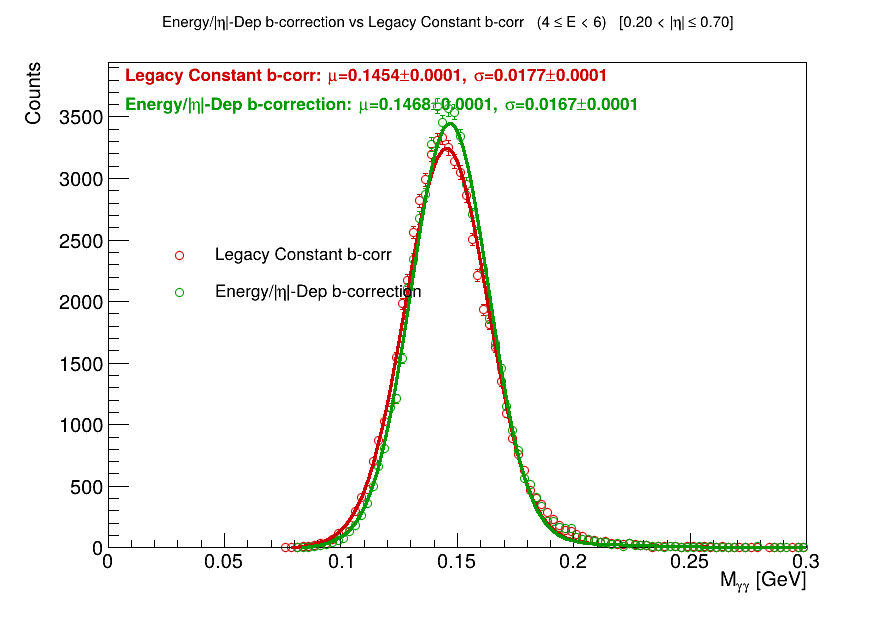 Energy/|η|-Dep b-correction vs Legacy Constant b-corr (4 ≤ E < 6) [0.20 < |η| ≤ 0.70]
Counts
Legacy Constant b-corr: μ=0.1454±0.0001, σ=0.0177±0.0001
Energy/|η|-Dep b-correction: μ=0.1468±0.0001, σ=0.0167±0.0001
3500
3000
2500
2000
1500
1000
500
0
Legacy Constant b-corr
Energy/|η|-Dep b-correction
0 0.05 0.1 0.15 0.2 0.25 0.3
Mγγ [GeV]